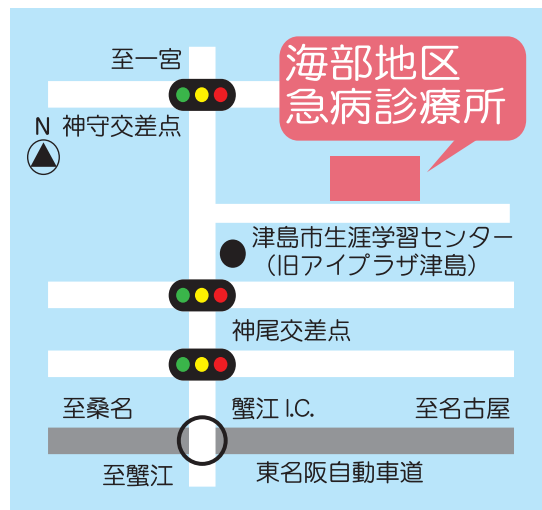 至一宮
海部地区
急病診療所
N
神守交差点
津島市生涯学習センター
（旧アイプラザ津島）
神尾交差点
至桑名
蟹江 I.C.
至名古屋
至蟹江
東名阪自動車道